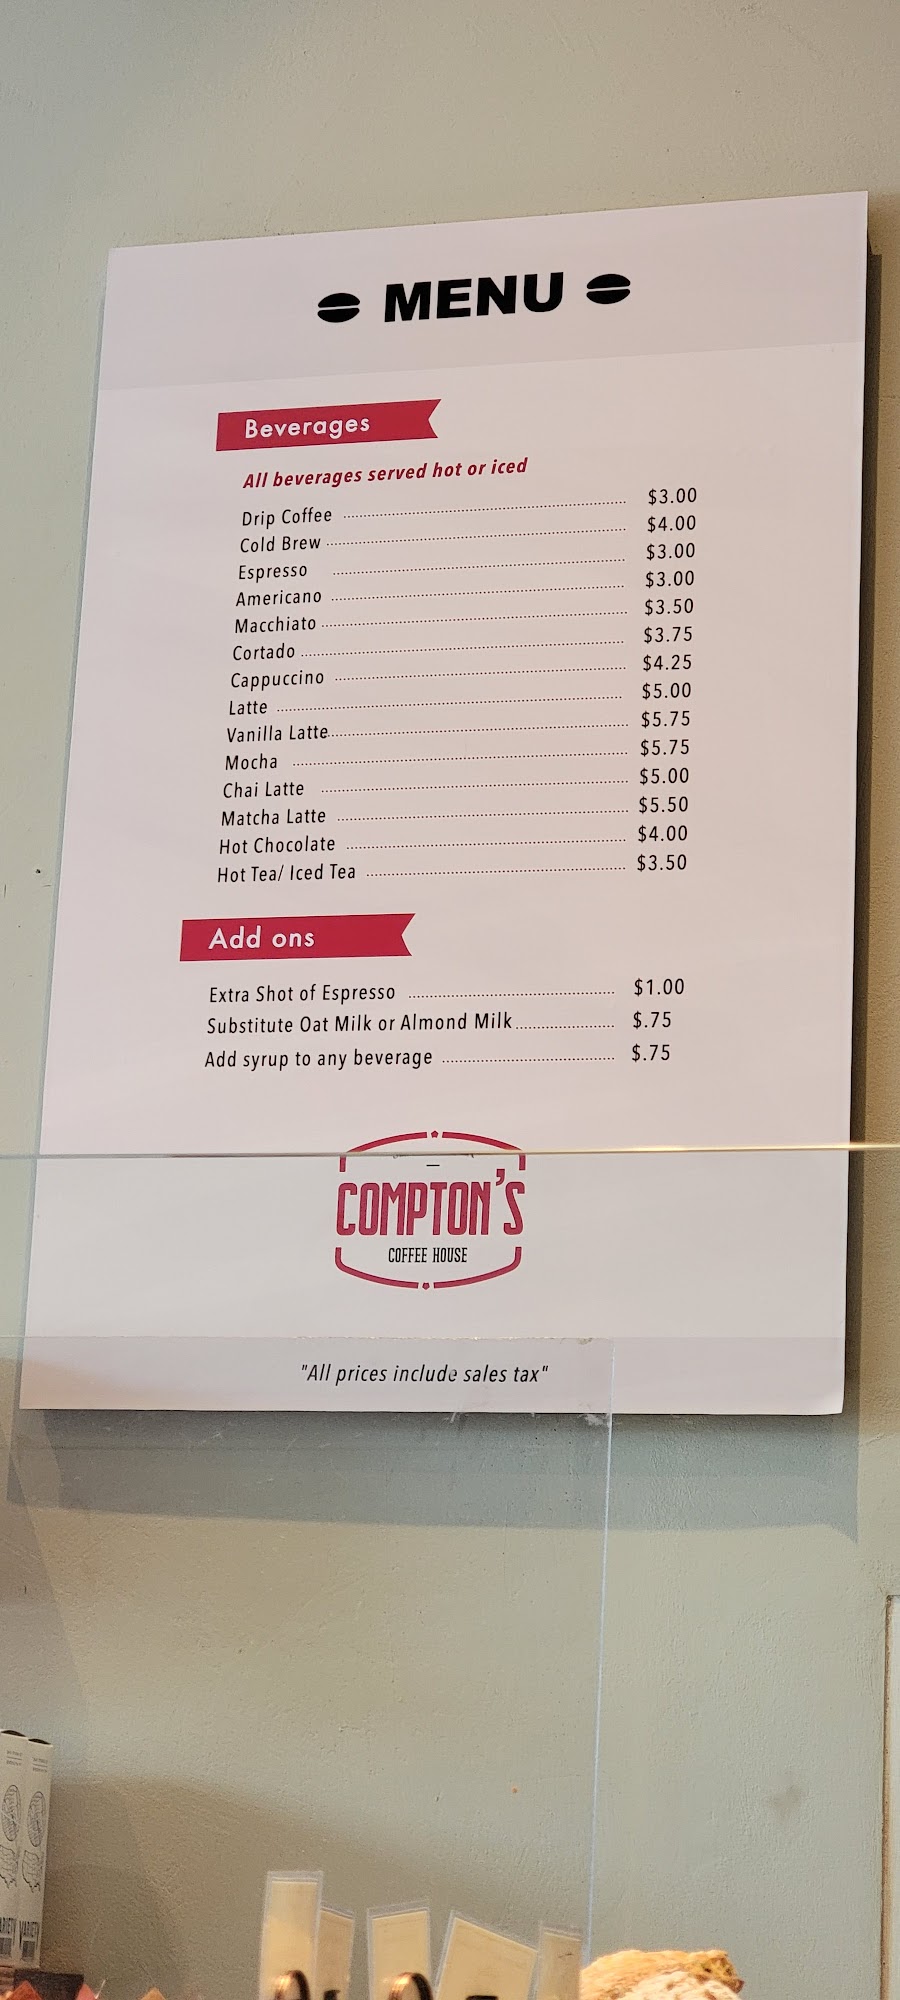 MENU
Beverages
All beverages served hot or iced
Drip Coffee $3.00
Cold Brew $4.00
Espresso $3.00
Americano $3.00
Macchiato $3.50
Cortado $3.75
Cappuccino $4.25
Latte $5.00
Vanilla Latte $5.75
Mocha $5.75
Chai Latte $5.00
Matcha Latte $5.50
Hot Chocolate $4.00
Hot Tea/ Iced Tea $3.50
Add ons
Extra Shot of Espresso $1.00
Substitute Oat Milk or Almond Milk $.75
Add syrup to any beverage $.75
COMPTON'S
COFFEE HOUSE
"All prices include sales tax"